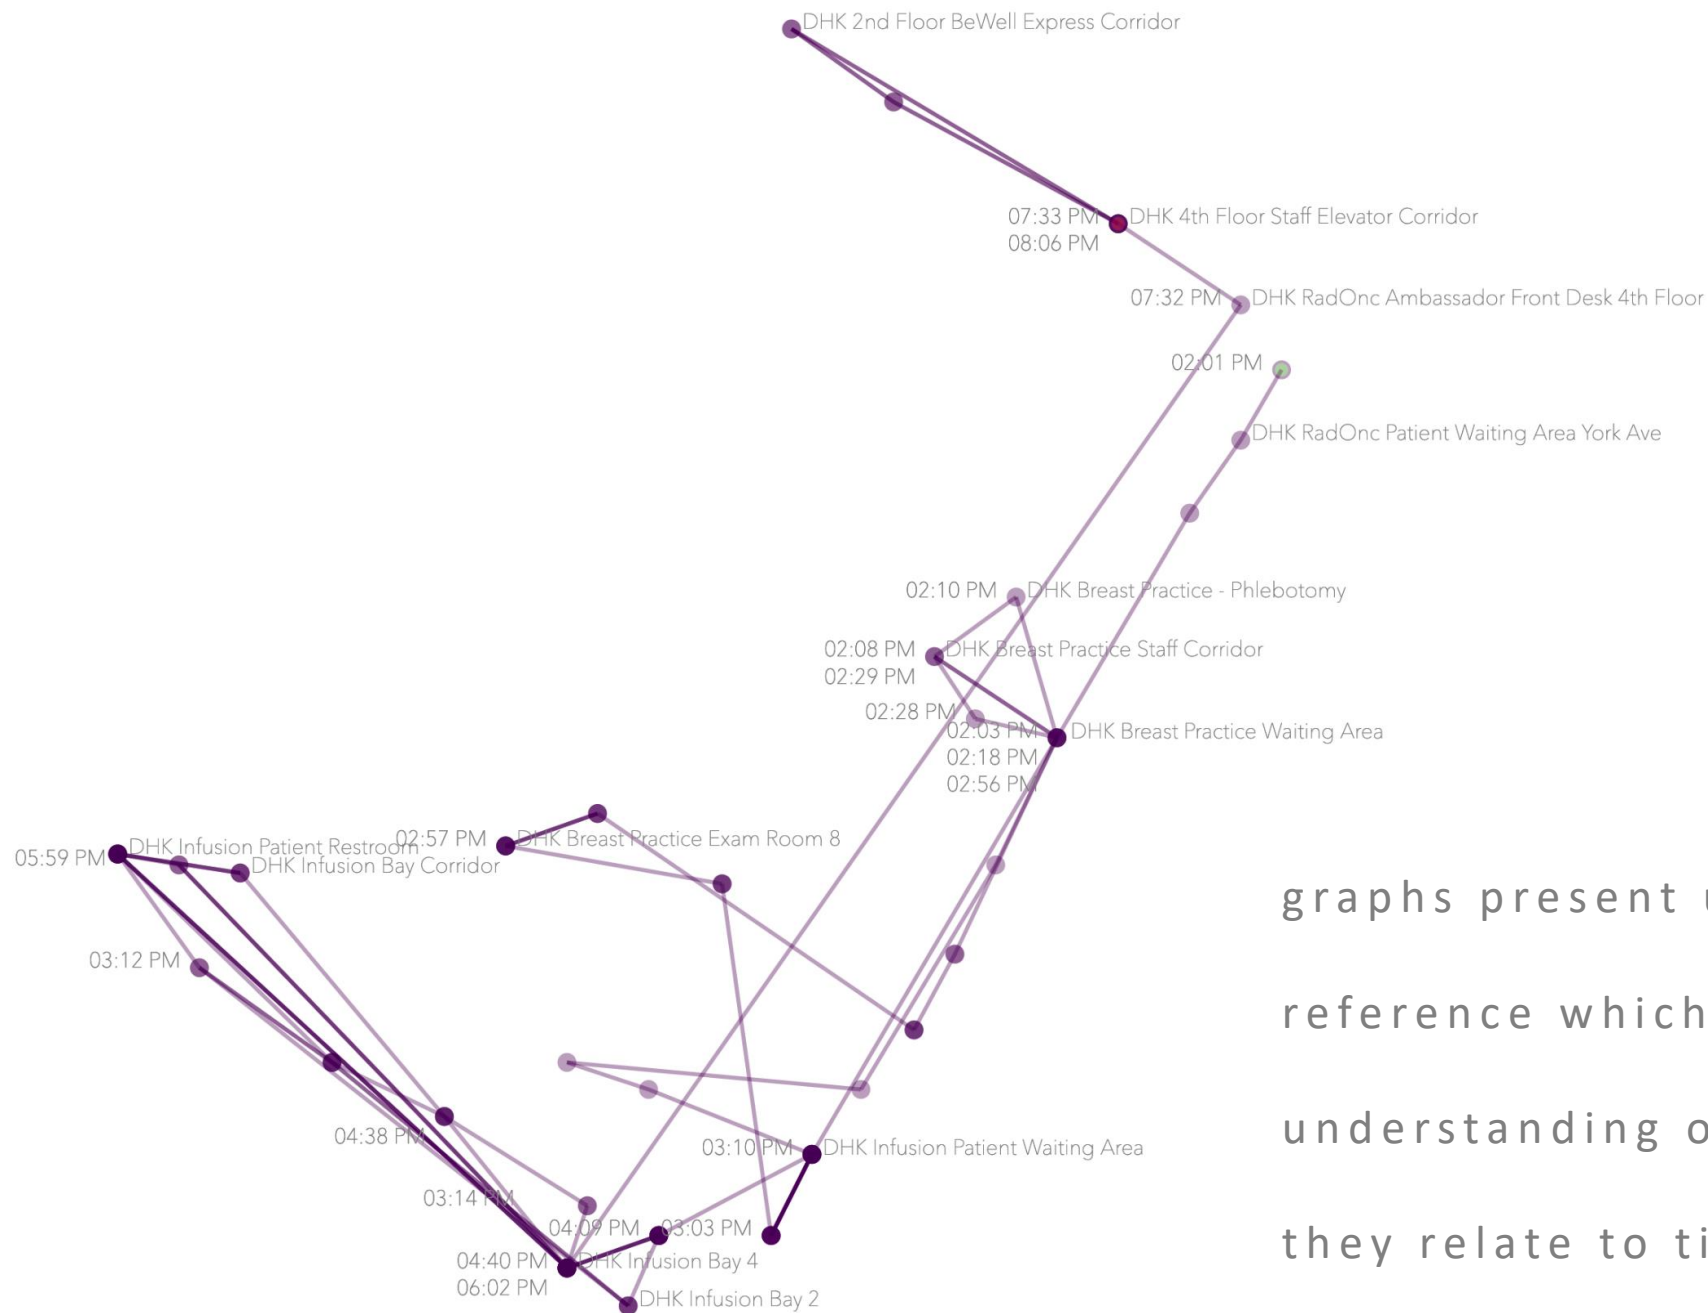 DHK 2nd Floor BeWell Express Corridor
07:33 PM DHK 4th Floor Staff Elevator Corridor
08:06 PM
07:32 PM DHK RadOnc Ambassador Front Desk 4th Floor
02:01 PM
DHK RadOnc Patient Waiting Area York Ave
02:10 PM DHK Breast Practice - Phlebotomy
02:08 PM DHK Breast Practice Staff Corridor
02:29 PM
02:28 PM
02:03 PM DHK Breast Practice Waiting Area
02:18 PM
02:56 PM
02:57 PM DHK Breast Practice Exam Room 8
05:59 PM DHK Infusion Patient Restroom
DHK Infusion Bay Corridor
graphs present
03:12 PM
reference which
understanding
04:38 PM
03:10 PM DHK Infusion Patient Waiting Area
03:14 PM
04:09 PM 03:03 PM
they relate to
04:40 PM DHK Infusion Bay 4
06:02 PM
DHK Infusion Bay 2